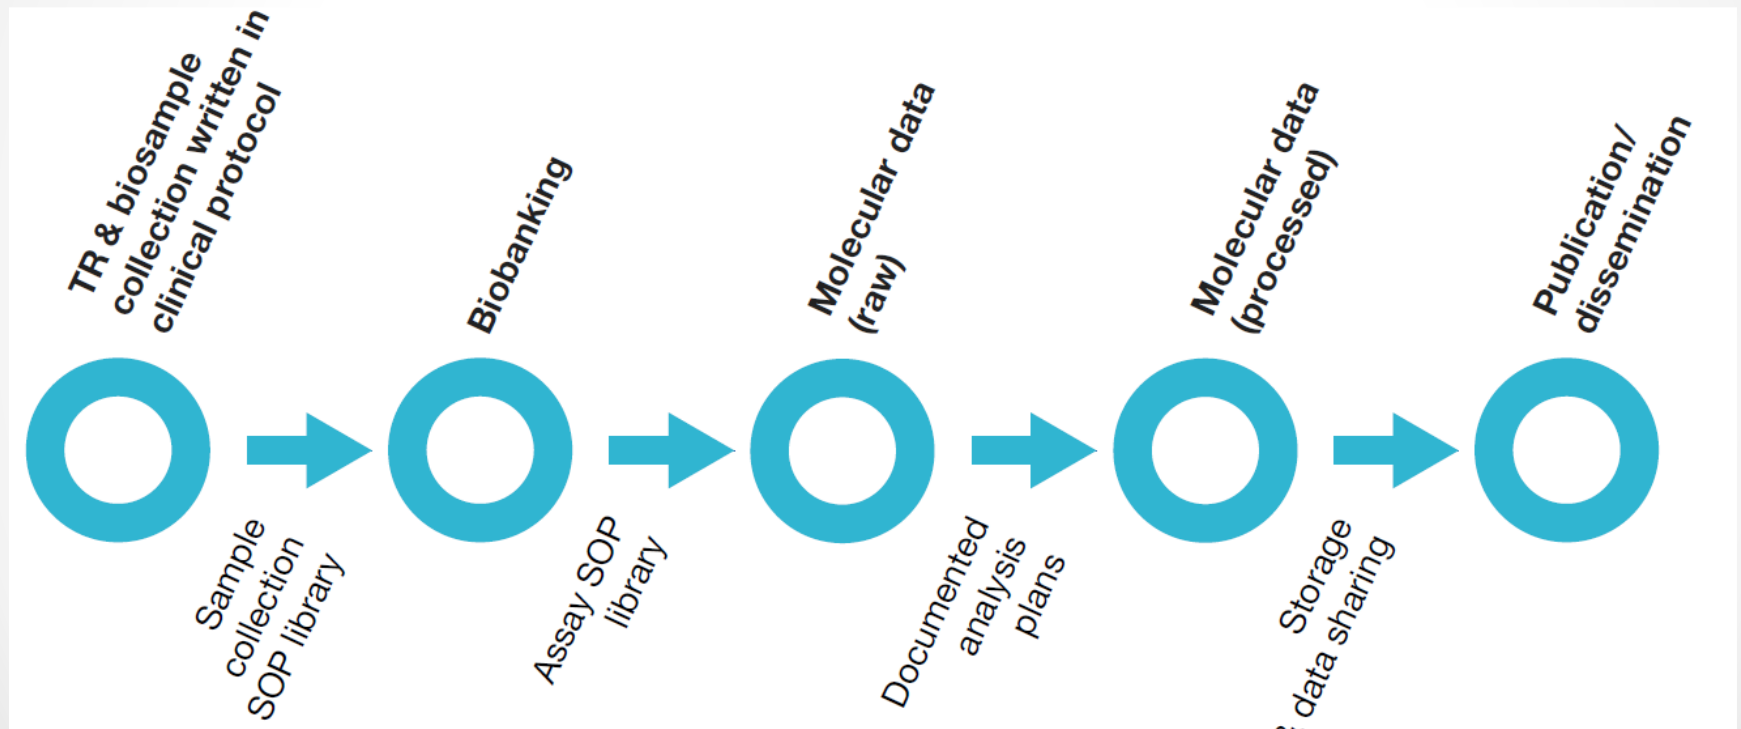 TR & biosample
collection written in
clinical protocol
Biobanking
Molecular data
(raw)
Molecular data
(processed)
Publication/
dissemination
Sample
collection
SOP library
Assay SOP
library
Documented
analysis
plans
Storage
& data sharing